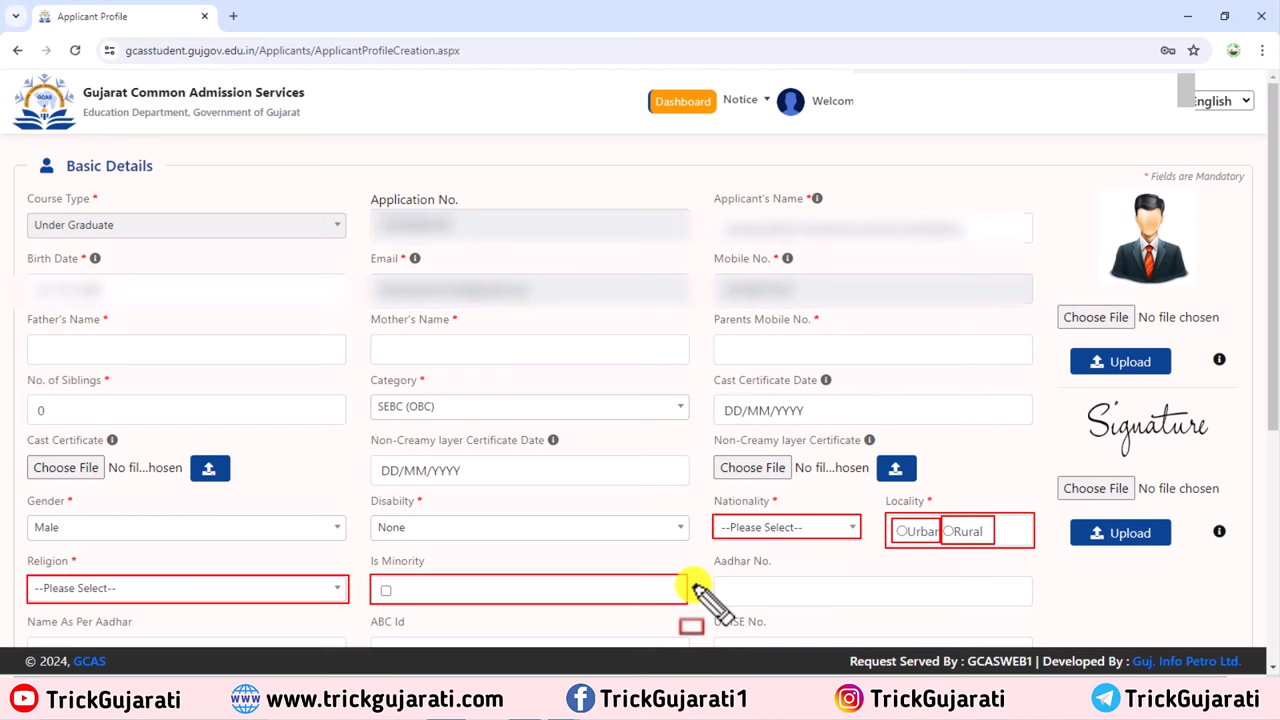 Applicant Profile
gcasstudent.gujgov.edu.in/Applicants/ApplicantProfileCreation.aspx
Gujarat Common Admission Services
Education Department, Government of Gujarat
Dashboard Notice Welcom
English
Basic Details
* Fields are Mandatory
Course Type * Application No. Applicant's Name *
Under Graduate
Birth Date * Email * Mobile No. *
Father's Name * Mother's Name * Parents Mobile No. *
Choose File No file chosen
Upload
No. of Siblings * Category * Cast Certificate Date
0 SEBC (OBC) DD/MM/YYYY
Signature
Cast Certificate Non-Creamy layer Certificate Date Non-Creamy layer Certificate
Choose File No fil...hosen DD/MM/YYYY Choose File No fil...hosen
Choose File No file chosen
Gender * Disabilty * Nationality * Locality *
Male None --Please Select-- Urban Rural
Upload
Religion * Is Minority Aadhar No.
--Please Select--
Name As Per Aadhar ABC Id No.
© 2024, GCAS Request Served By : GCASWEB1 | Developed By : Guj. Info Petro Ltd.
TrickGujarati www.trickgujarati.com TrickGujarati1 TrickGujarati TrickGujarati